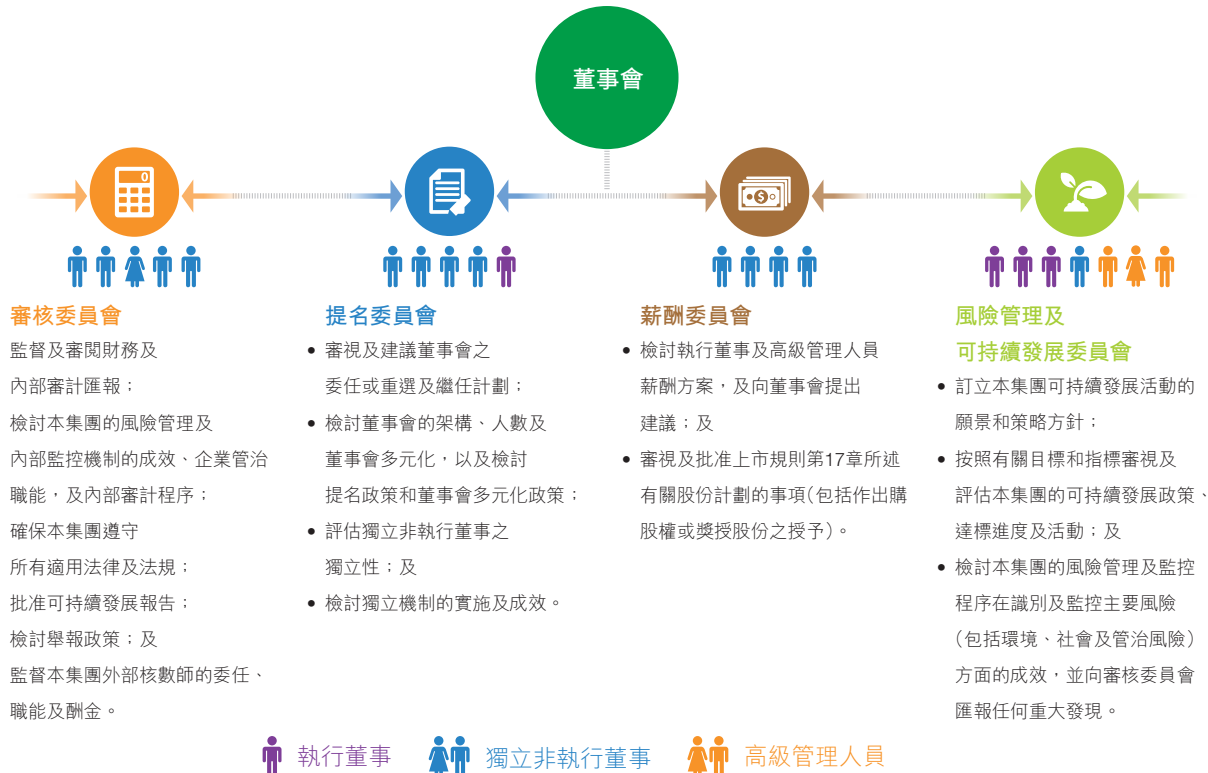 董事會
0
$
審核委員會
監督及審閱財務及
內部審計匯報；
檢討本集團的風險管理及
內部監控機制的成效、企業管治
職能，及內部審計程序；
確保本集團遵守
所有適用法律及法規；
批准可持續發展報告；
檢討舉報政策；及
監督本集團外部核數師的委任、
職能及酬金。
提名委員會
• 審視及建議董事會之
委任或重選及繼任計劃；
• 檢討董事會的架構、人數及
董事會多元化，以及檢討
提名政策和董事會多元化政策；
• 評估獨立非執行董事之
獨立性；及
• 檢討獨立機制的實施及成效。
薪酬委員會
• 檢討執行董事及高級管理人員
薪酬方案，及向董事會提出
建議；及
• 審視及批准上市規則第17章所述
有關股份計劃的事項（包括作出購
股權或獎授股份之授予）。
風險管理及
可持續發展委員會
• 訂立本集團可持續發展活動的
願景和策略方針；
• 按照有關目標和指標審視及
評估本集團的可持續發展政策、
達標進度及活動；及
• 檢討本集團的風險管理及監控
程序在識別及監控主要風險
（包括環境、社會及管治風險）
方面的成效，並向審核委員會
匯報任何重大發現。
執行董事
獨立非執行董事
高級管理人員